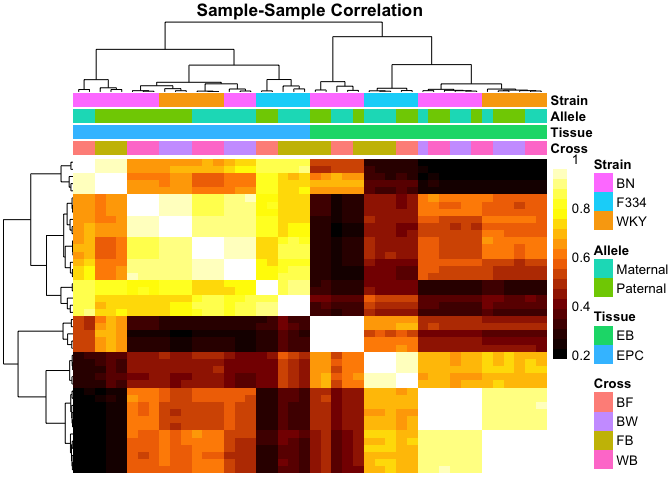 Sample-Sample Correlation
Strain
Allele
Tissue
Cross
1
0.8
0.6
0.4
0.2
Strain
BN
F334
WKY
Allele
Maternal
Paternal
Tissue
EB
EPC
Cross
BF
BW
FB
WB